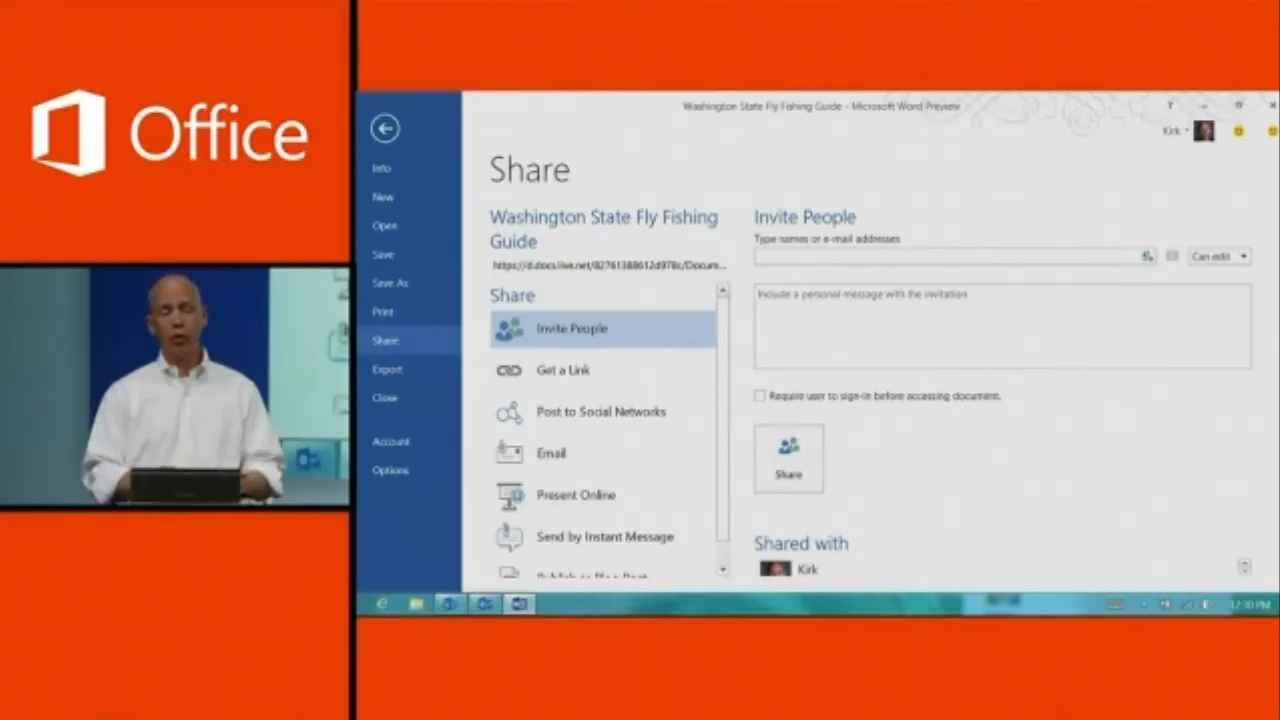 Office
Washington State Fly Fishing Guide - Microsoft Word Preview
Kirk
Info
New
Open
Save
Save As
Print
Share
Export
Close
Account
Options
Share
Washington State Fly Fishing
Guide
Share
Invite People
Get a Link
Post to Social Networks
Email
Present Online
Send by Instant Message
Invite People
Type names or e-mail addresses
Can edit
Include a personal message with the invitation
Require user to sign-in before accessing document.
Share
Shared with
Kirk
12:30 PM